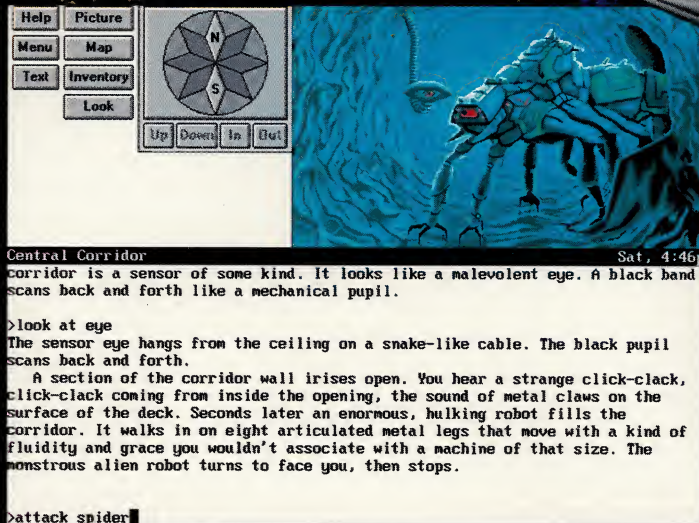 Help Picture
Menu Map
Text Inventory
Look
N
S
Up Down In Out
Central Corridor Sat, 4:46
corridor is a sensor of some kind. It looks like a malevolent eye. A black band
scans back and forth like a mechanical pupil.
>look at eye
The sensor eye hangs from the ceiling on a snake-like cable. The black pupil
scans back and forth.
A section of the corridor wall irises open. You hear a strange click-clack,
click-clack coming from inside the opening, the sound of metal claws on the
surface of the deck. Seconds later an enormous, hulking robot fills the
corridor. It walks in on eight articulated metal legs that move with a kind of
fluidity and grace you wouldn't associate with a machine of that size. The
monstrous alien robot turns to face you, then stops.
>attack spider